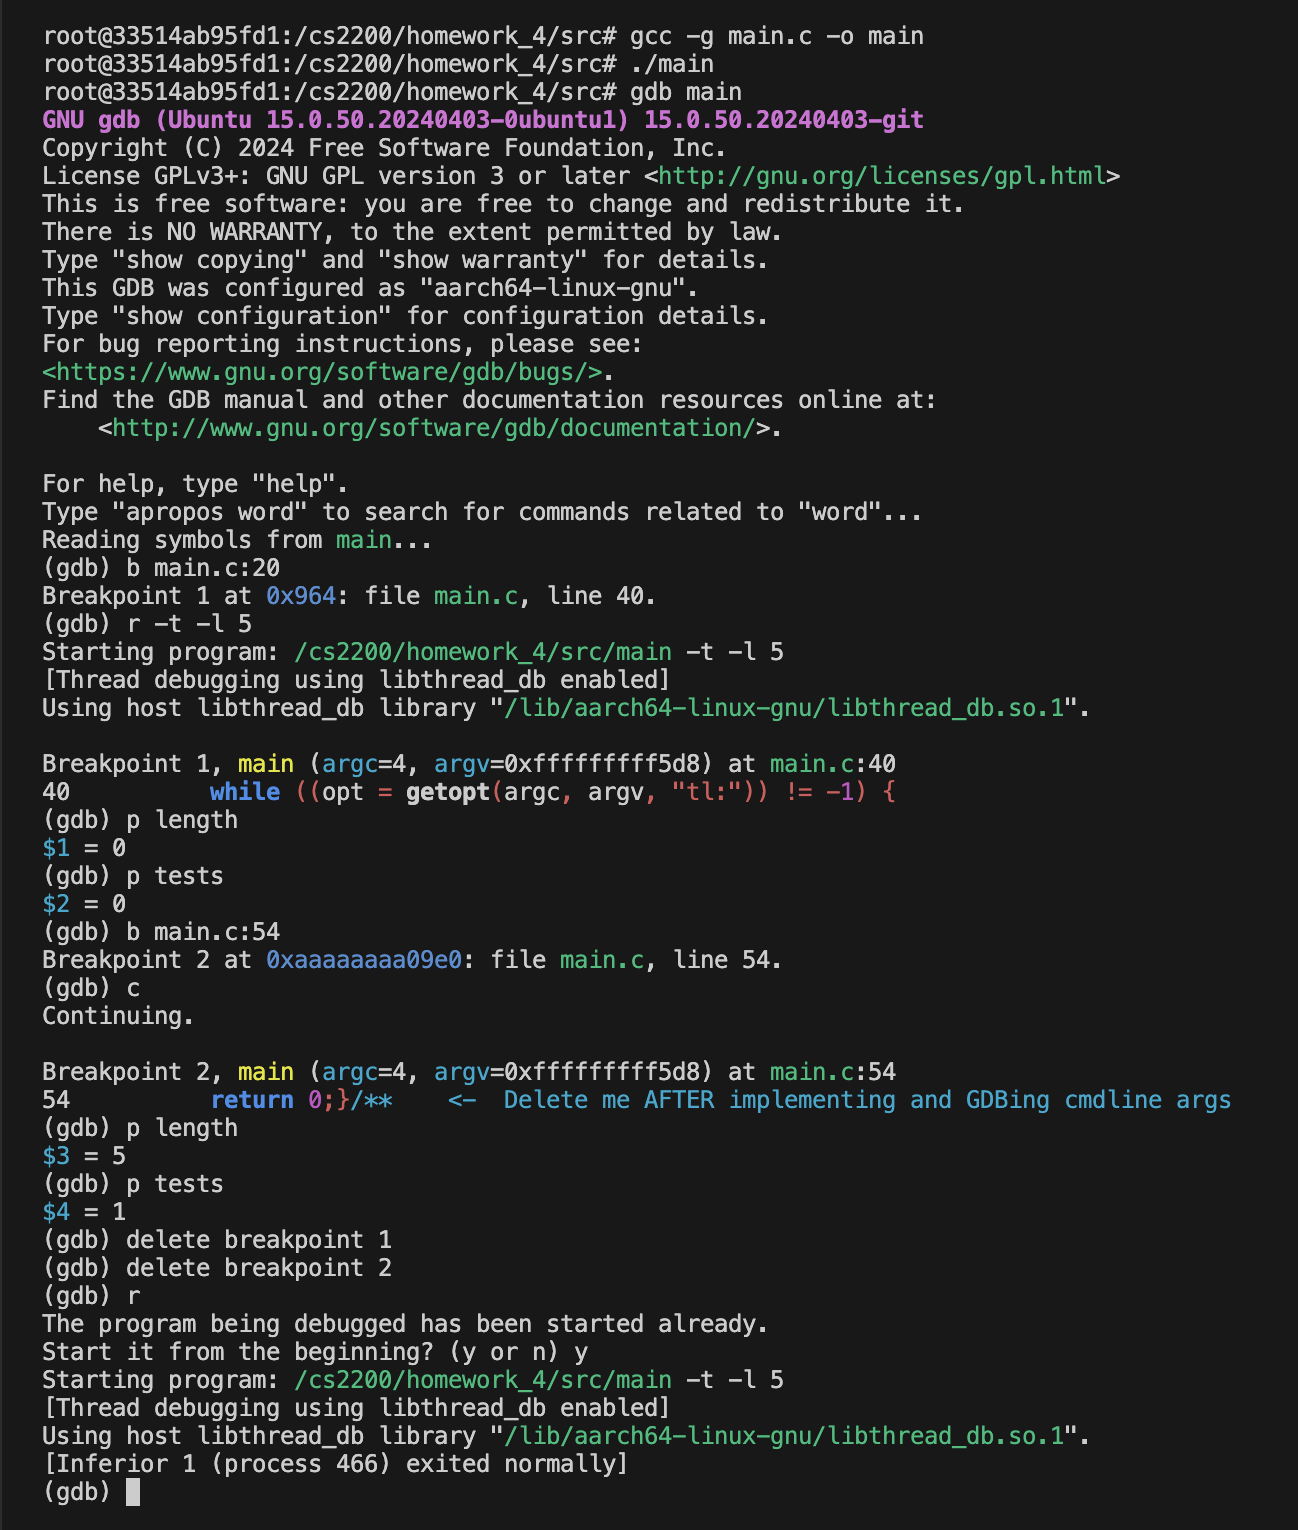 root@33514ab95fd1:/cs2200/homework_4/src# gcc -g main.c -o main
root@33514ab95fd1:/cs2200/homework_4/src# ./main
root@33514ab95fd1:/cs2200/homework_4/src# gdb main
GNU gdb (Ubuntu 15.0.50.20240403-0ubuntu1) 15.0.50.20240403-git
Copyright (C) 2024 Free Software Foundation, Inc.
License GPLv3+: GNU GPL version 3 or later <http://gnu.org/licenses/gpl.html>
This is free software: you are free to change and redistribute it.
There is NO WARRANTY, to the extent permitted by law.
Type "show copying" and "show warranty" for details.
This GDB was configured as "aarch64-linux-gnu".
Type "show configuration" for configuration details.
For bug reporting instructions, please see:
<https://www.gnu.org/software/gdb/bugs/>.
Find the GDB manual and other documentation resources online at:
    <http://www.gnu.org/software/gdb/documentation/>.

For help, type "help".
Type "apropos word" to search for commands related to "word"...
Reading symbols from main...
(gdb) b main.c:20
Breakpoint 1 at 0x964: file main.c, line 40.
(gdb) r -t -l 5
Starting program: /cs2200/homework_4/src/main -t -l 5
[Thread debugging using libthread_db enabled]
Using host libthread_db library "/lib/aarch64-linux-gnu/libthread_db.so.1".

Breakpoint 1, main (argc=4, argv=0xfffffffff5d8) at main.c:40
40          while ((opt = getopt(argc, argv, "tl:")) != -1) {
(gdb) p length
$1 = 0
(gdb) p tests
$2 = 0
(gdb) b main.c:54
Breakpoint 2 at 0xaaaaaaaa09e0: file main.c, line 54.
(gdb) c
Continuing.

Breakpoint 2, main (argc=4, argv=0xfffffffff5d8) at main.c:54
54          return 0;}/**    <-  Delete me AFTER implementing and GDBing cmdline args
(gdb) p length
$3 = 5
(gdb) p tests
$4 = 1
(gdb) delete breakpoint 1
(gdb) delete breakpoint 2
(gdb) r
The program being debugged has been started already.
Start it from the beginning? (y or n) y
Starting program: /cs2200/homework_4/src/main -t -l 5
[Thread debugging using libthread_db enabled]
Using host libthread_db library "/lib/aarch64-linux-gnu/libthread_db.so.1".
[Inferior 1 (process 466) exited normally]
(gdb)